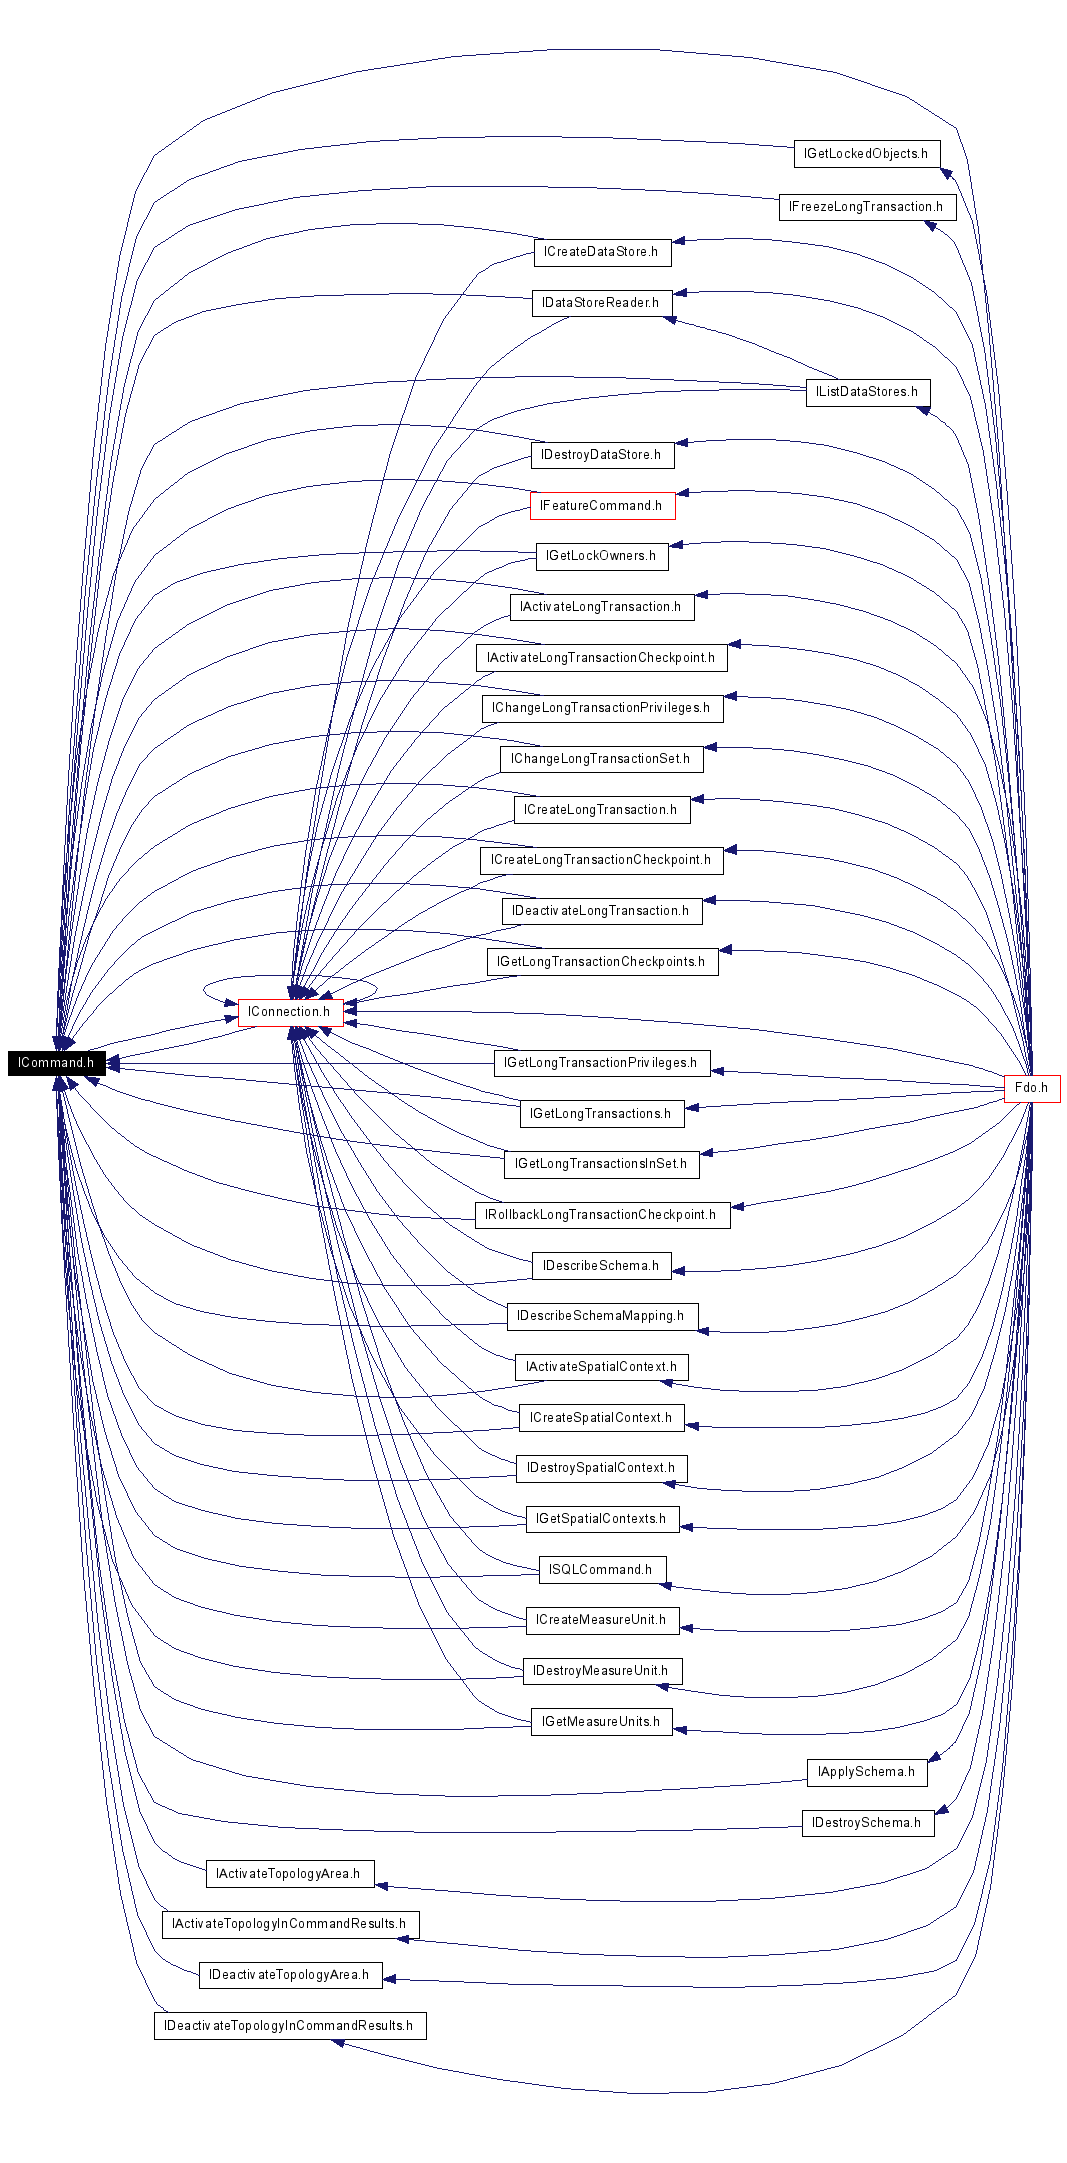 IGetLockedObjects.h
IFreezeLongTransaction.h
ICreateDataStore.h
IDataStoreReader.h
IListDataStores.h
IDestroyDataStore.h
IFeatureCommand.h
IGetLockOwners.h
IActivateLongTransaction.h
IActivateLongTransactionCheckpoint.h
IChangeLongTransactionPrivileges.h
IChangeLongTransactionSet.h
ICreateLongTransaction.h
ICreateLongTransactionCheckpoint.h
IDeactivateLongTransaction.h
IGetLongTransactionCheckpoints.h
IConnection.h
ICommand.h
IGetLongTransactionPrivileges.h
Fdo.h
IGetLongTransactions.h
IGetLongTransactionsInSet.h
IRollbackLongTransactionCheckpoint.h
IDescribeSchema.h
IDescribeSchemaMapping.h
IActivateSpatialContext.h
ICreateSpatialContext.h
IDestroySpatialContext.h
IGetSpatialContexts.h
ISQLCommand.h
ICreateMeasureUnit.h
IDestroyMeasureUnit.h
IGetMeasureUnits.h
IApplySchema.h
IDestroySchema.h
IActivateTopologyArea.h
IActivateTopologyInCommandResults.h
IDeactivateTopologyArea.h
IDeactivateTopologyInCommandResults.h